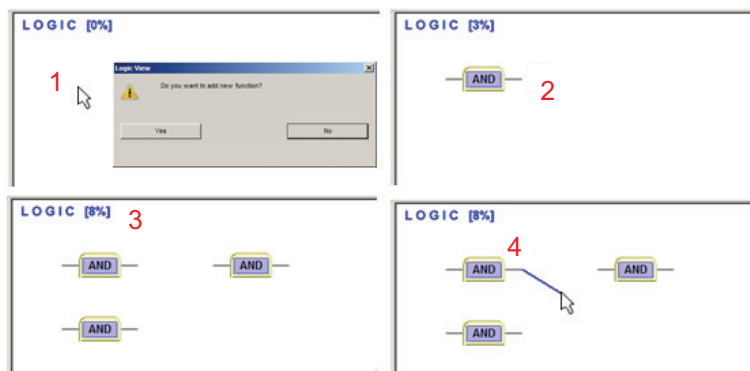 LOGIC [0%]
1
Logic View
Do you want to add new function?
Yes
No
LOGIC [3%]
AND
2
LOGIC [8%]
3
AND
AND
AND
LOGIC [8%]
4
AND
AND
AND